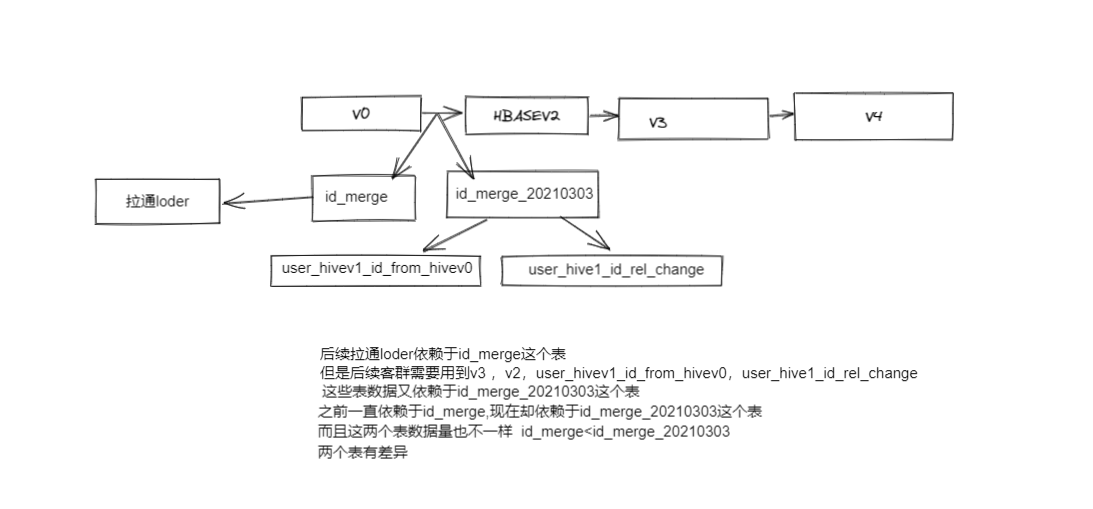 V0
HBASEV2
V3
V4
拉通loder
id_merge
id_merge_20210303
user_hivev1_id_from_hivev0
user_hive1_id_rel_change
后续拉通loder依赖于id_merge这个表
但是后续客群需要用到v3 ，v2，user_hivev1_id_from_hivev0，user_hive1_id_rel_change
这些表数据又依赖于id_merge_20210303这个表
之前一直依赖于id_merge,现在却依赖于id_merge_20210303这个表
而且这两个表数据量也不一样 id_merge<id_merge_20210303
两个表有差异